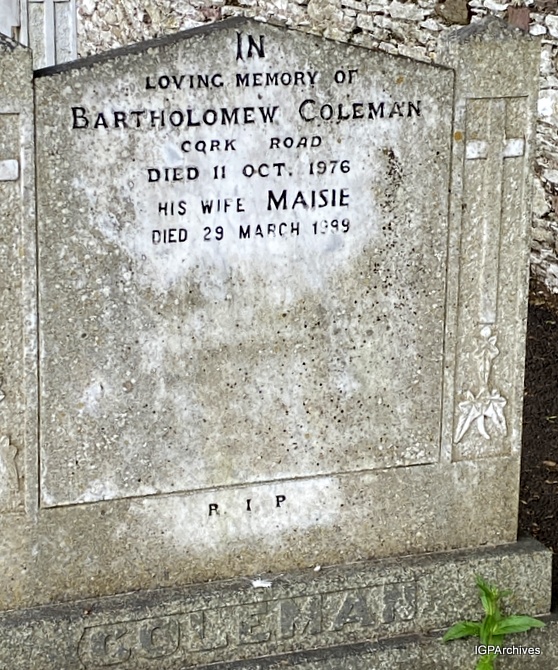 IN
LOVING MEMORY OF
BARTHOLOMEW COLEMAN
CORK ROAD
DIED 11 OCT. 1976
HIS WIFE MAISIE
DIED 29 MARCH 1999
R I P
COLEMAN
IGPArchives